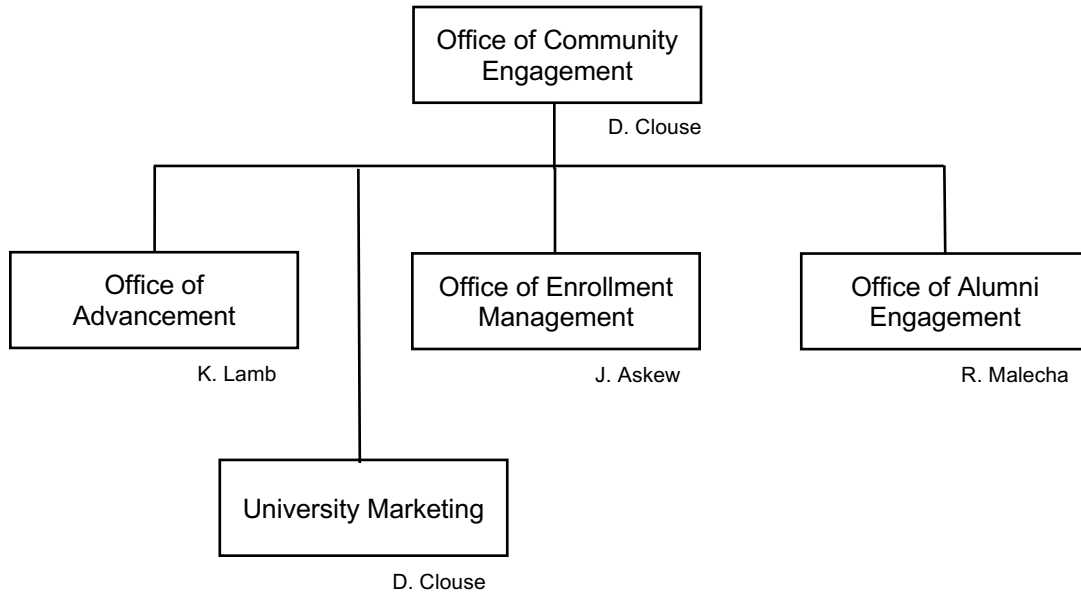 Office of Community
Engagement
D. Clouse
Office of
Advancement
K. Lamb
Office of Enrollment
Management
J. Askew
Office of Alumni
Engagement
R. Malecha
University Marketing
D. Clouse